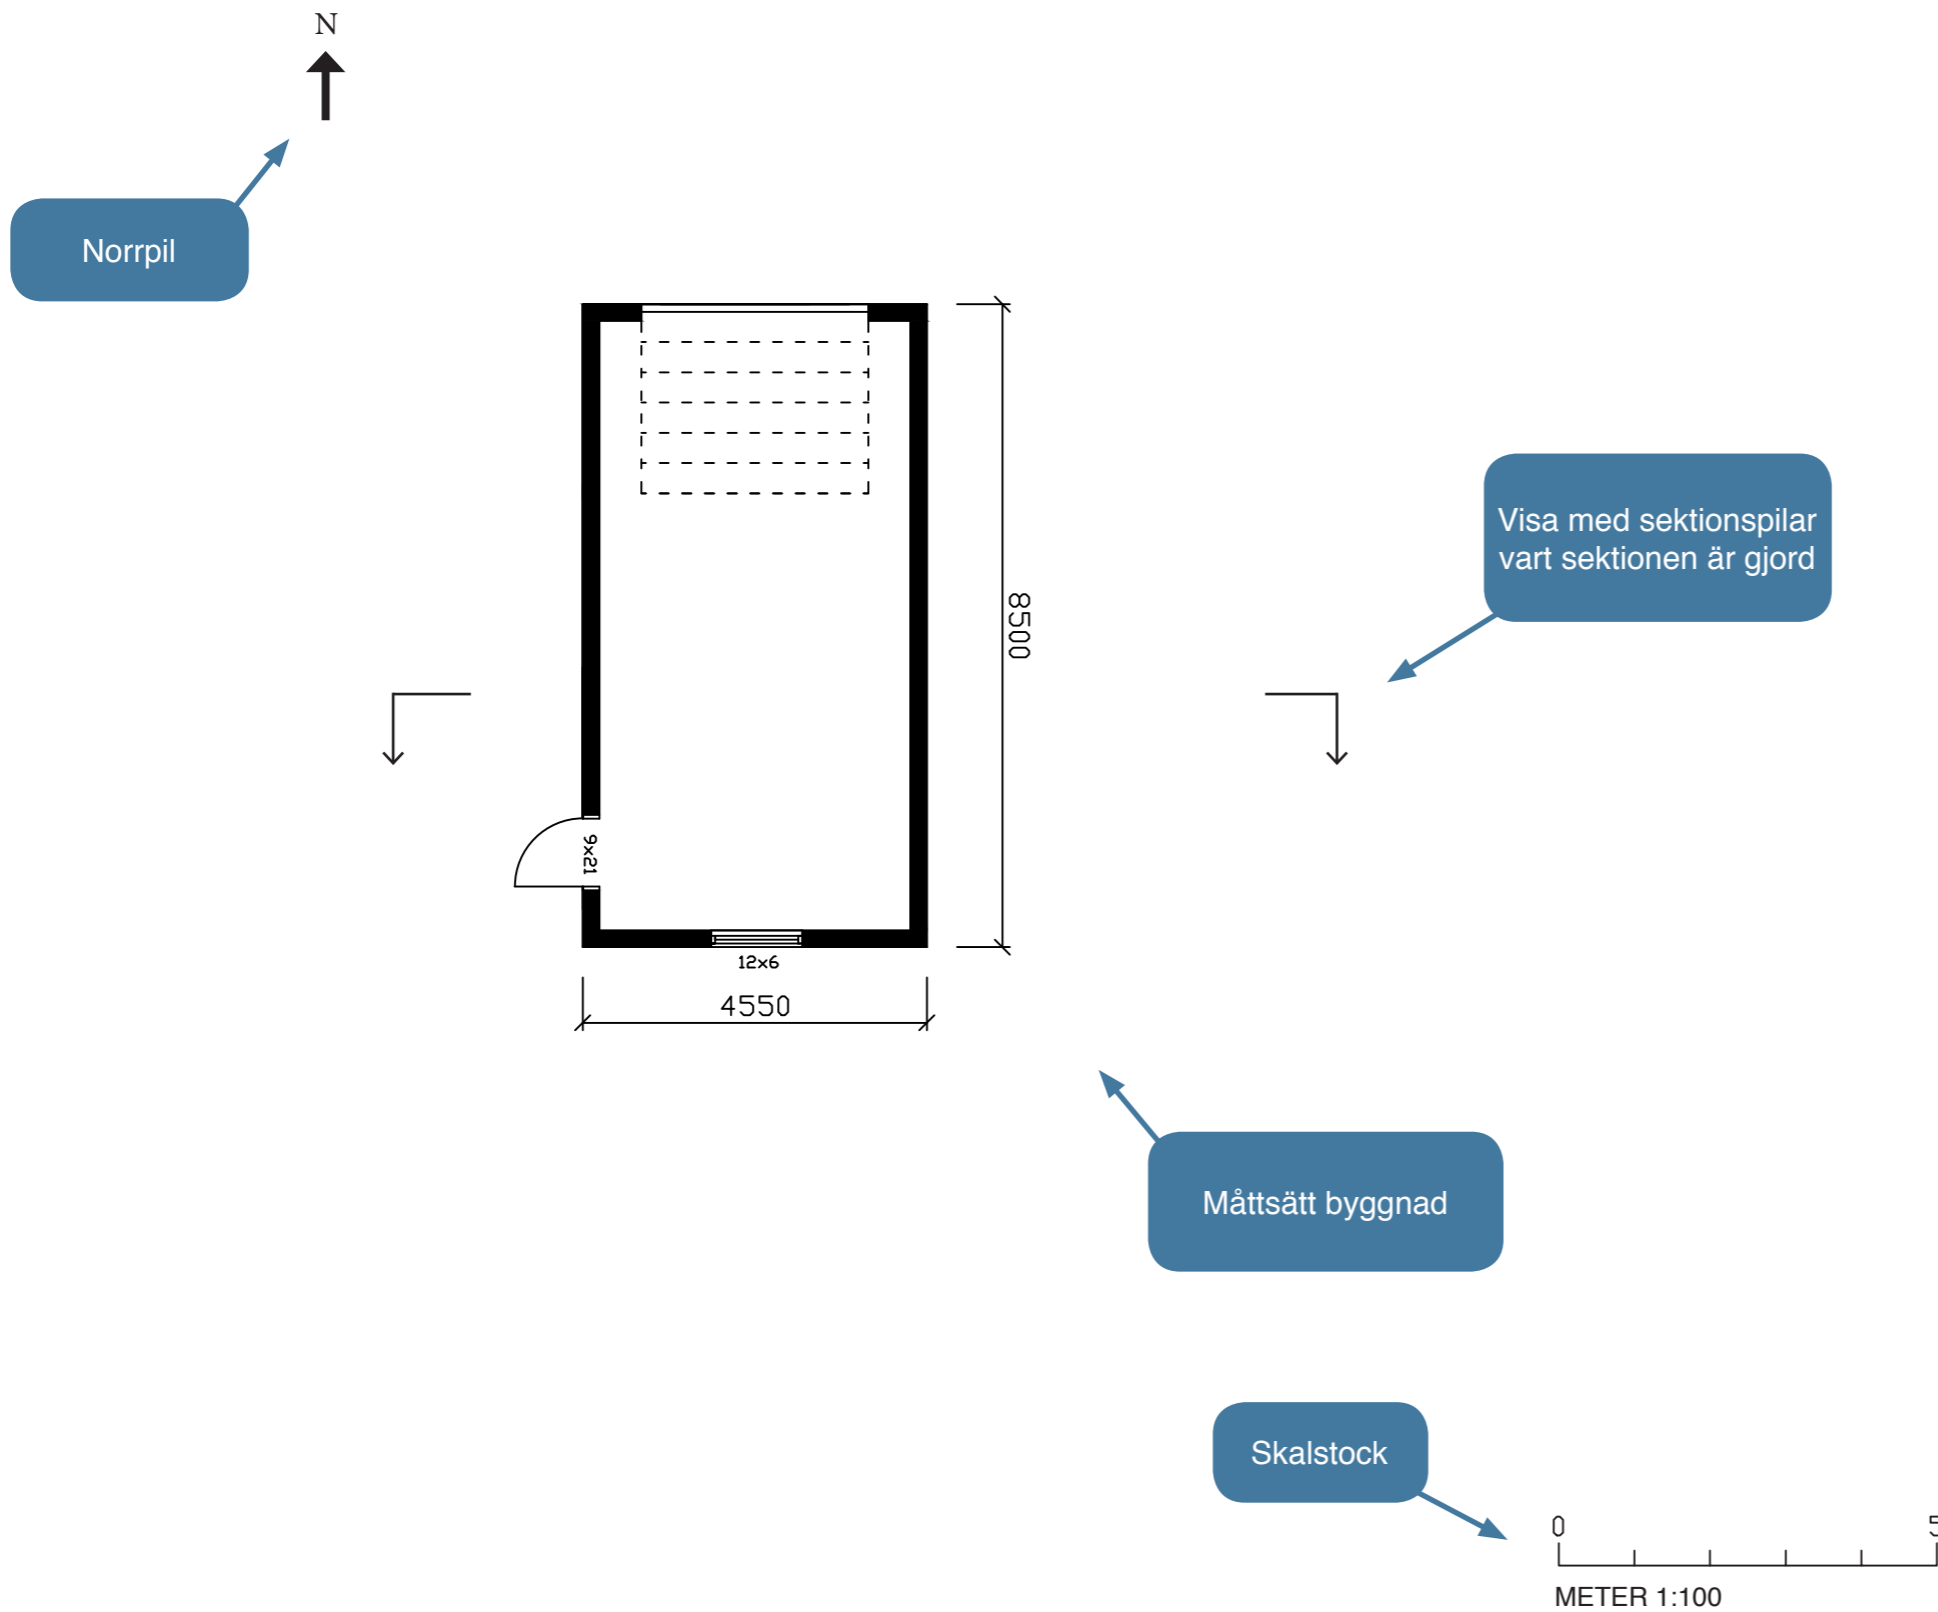 N
Norrpil
Visa med sektionspilar
vart sektionen är gjord
8500
9x21
12x6
4550
Måttsätt byggnad
Skalstock
0 5
METER 1:100